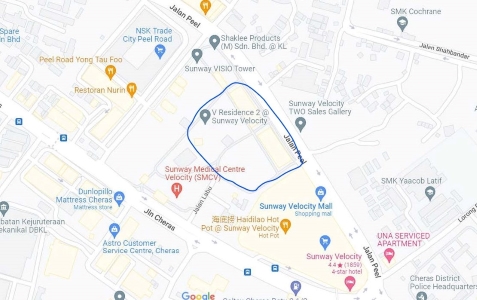 Jalan Peel
SMK Cochrane
Spare
n Bhd
NSK Trade
City Peel Road
Shaklee Products
(M) Sdn. Bhd. @ KL
Jalan Shahbandar
Peel Road Yong Tau Foo
Sunway VISIO Tower
Restoran Nurin
V Residence 2 @
Sunway Velocity
Sunway Velocity
TWO Sales Gallery
Jalan Peel
Sunway Medical Centre
Velocity (SMCV)
SMK Yaacob Latif
Dunlopillo
Mattress Cheras
Mattress store
Jalan Labu
Sunway Velocity Mall
Shopping mall
Lorong
Jln Cheras
海底捞 Haidilao Hot
Pot @ Sunway Velocity
Hot Pot
batan Kejuruteraan
ekanikal DBKL
UNA SERVICED
APARTMENT
Astro Customer
Service Centre, Cheras
Sunway Velocity
4.4★(1859)
4-star hotel
Jalan Peel
Cheras District
Police Headquarters
Google